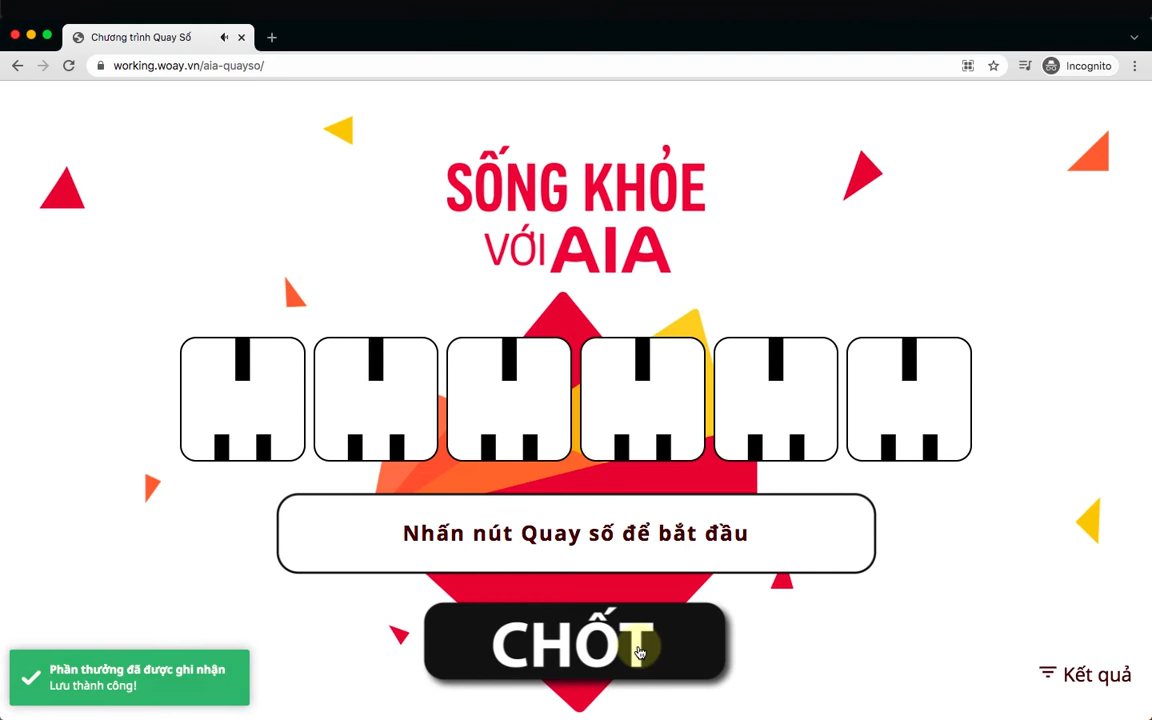 Chương trình Quay Số
working.woay.vn/aia-quayso/
Incognito
SỐNG KHỎE
VỚI AIA
Nhấn nút Quay số để bắt đầu
CHỐT
Phần thưởng đã được ghi nhận
Lưu thành công!
Kết quả